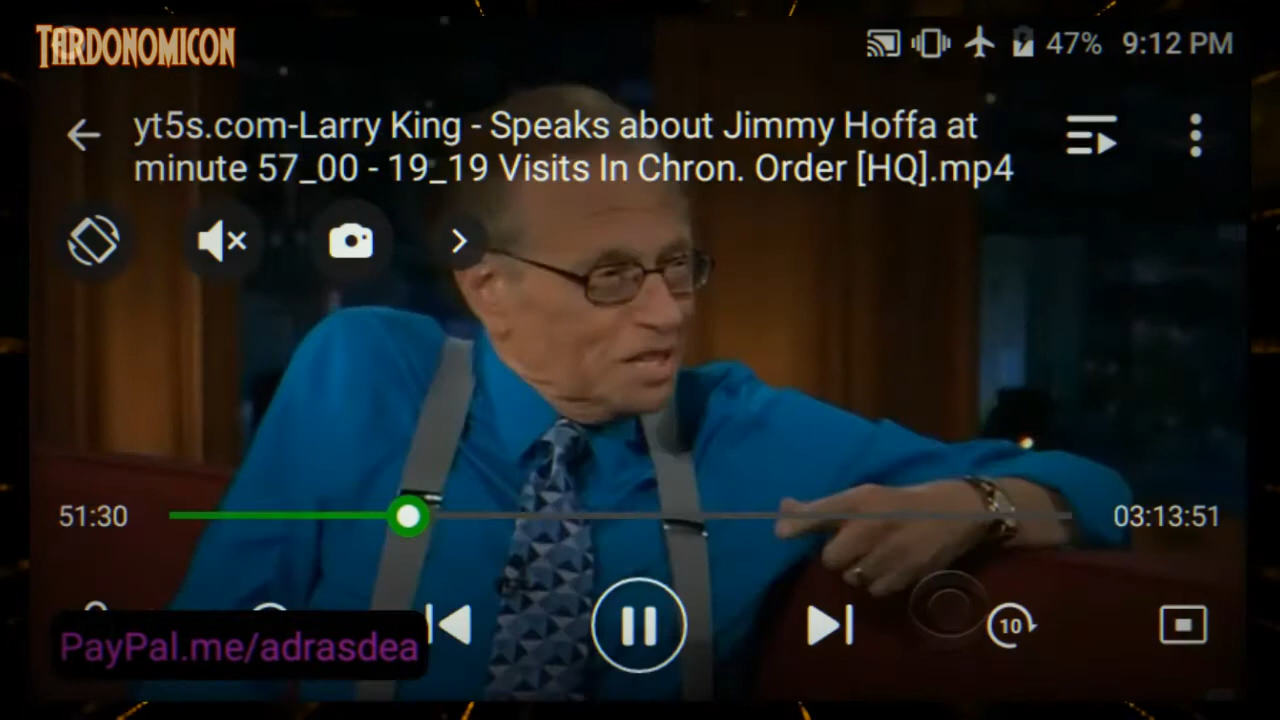 TARDONOMICON
47% 9:12 PM
yt5s.com-Larry King - Speaks about Jimmy Hoffa at
minute 57_00 - 19_19 Visits In Chron. Order [HQ].mp4
51:30
03:13:51
10
PayPal.me/adrasdea